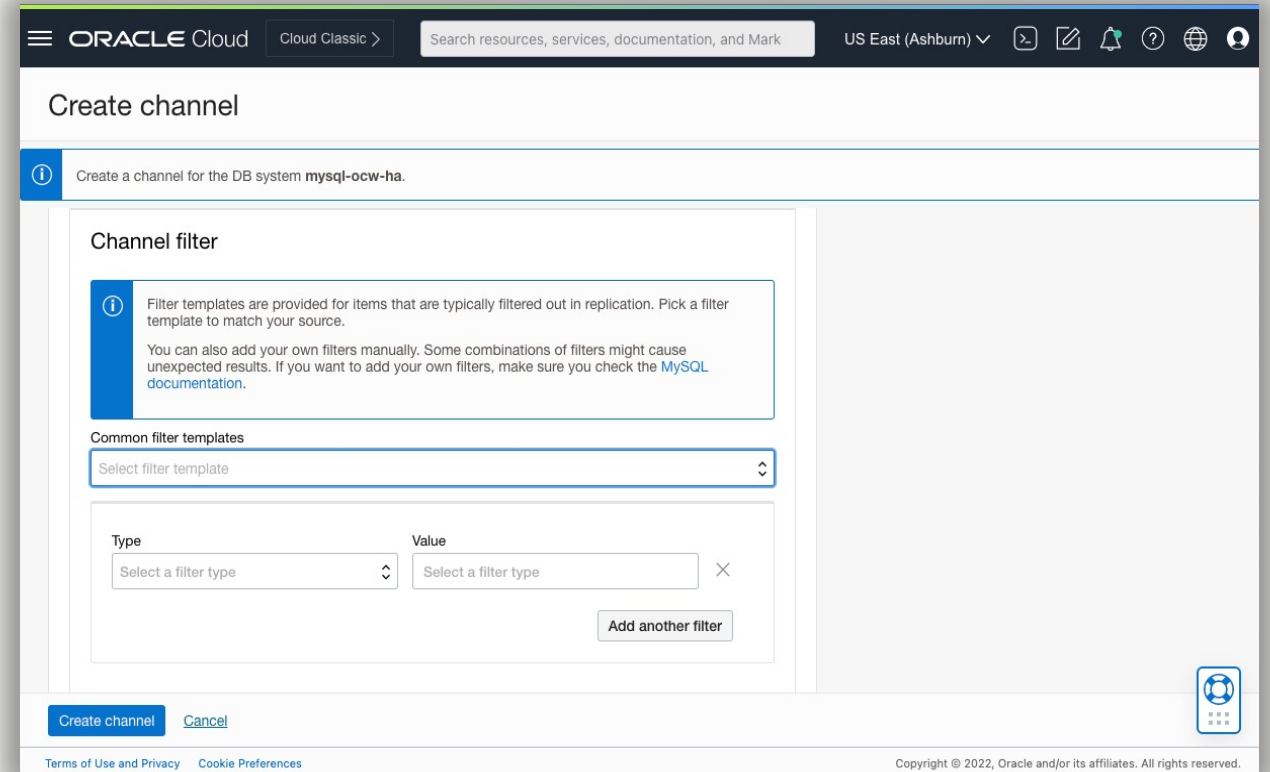 ORACLE Cloud
Cloud Classic >
Search resources, services, documentation, and Mark
US East (Ashburn)
Create channel
Create a channel for the DB system mysql-ocw-ha.
Channel filter
Filter templates are provided for items that are typically filtered out in replication. Pick a filter
template to match your source.
You can also add your own filters manually. Some combinations of filters might cause
unexpected results. If you want to add your own filters, make sure you check the MySQL
documentation.
Common filter templates
Select filter template
Type
Value
Select a filter type
Select a filter type
Add another filter
Create channel
Cancel
Terms of Use and Privacy
Cookie Preferences
Copyright © 2022, Oracle and/or its affiliates. All rights reserved.